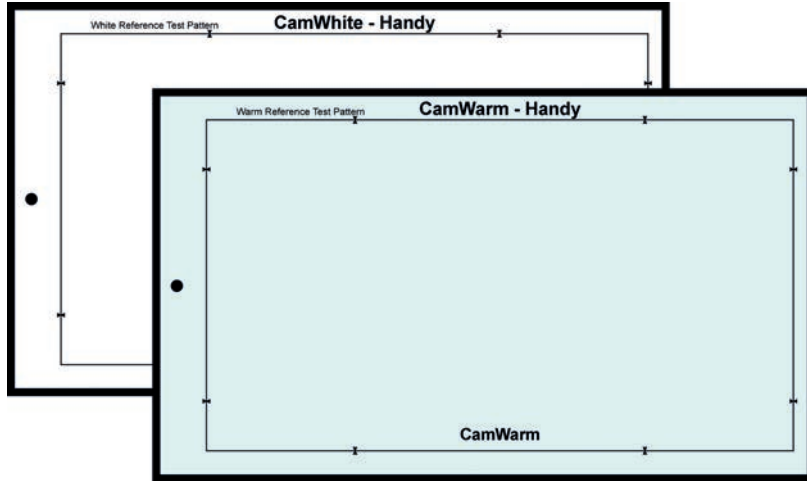 White Reference Test Pattern
CamWhite - Handy
Warm Reference Test Pattern
CamWarm - Handy
CamWarm